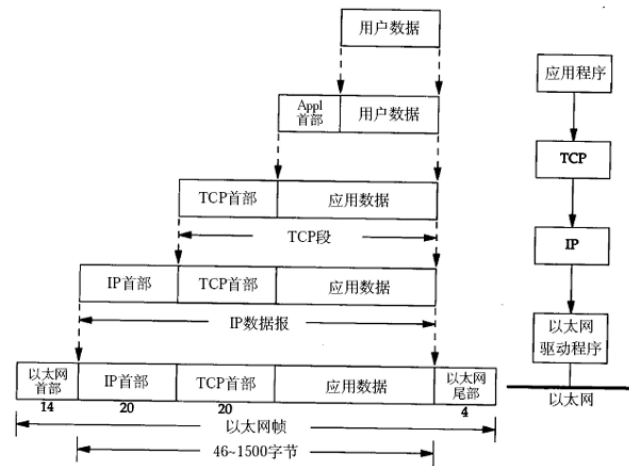 用户数据
Appl
首部
用户数据
TCP首部
应用数据
TCP段
IP首部
TCP首部
应用数据
IP数据报
以太网
首部
IP首部
TCP首部
应用数据
以太网
尾部
14
20
20
4
以太网帧
46~1500字节
应用程序
TCP
IP
以太网
驱动程序
以太网